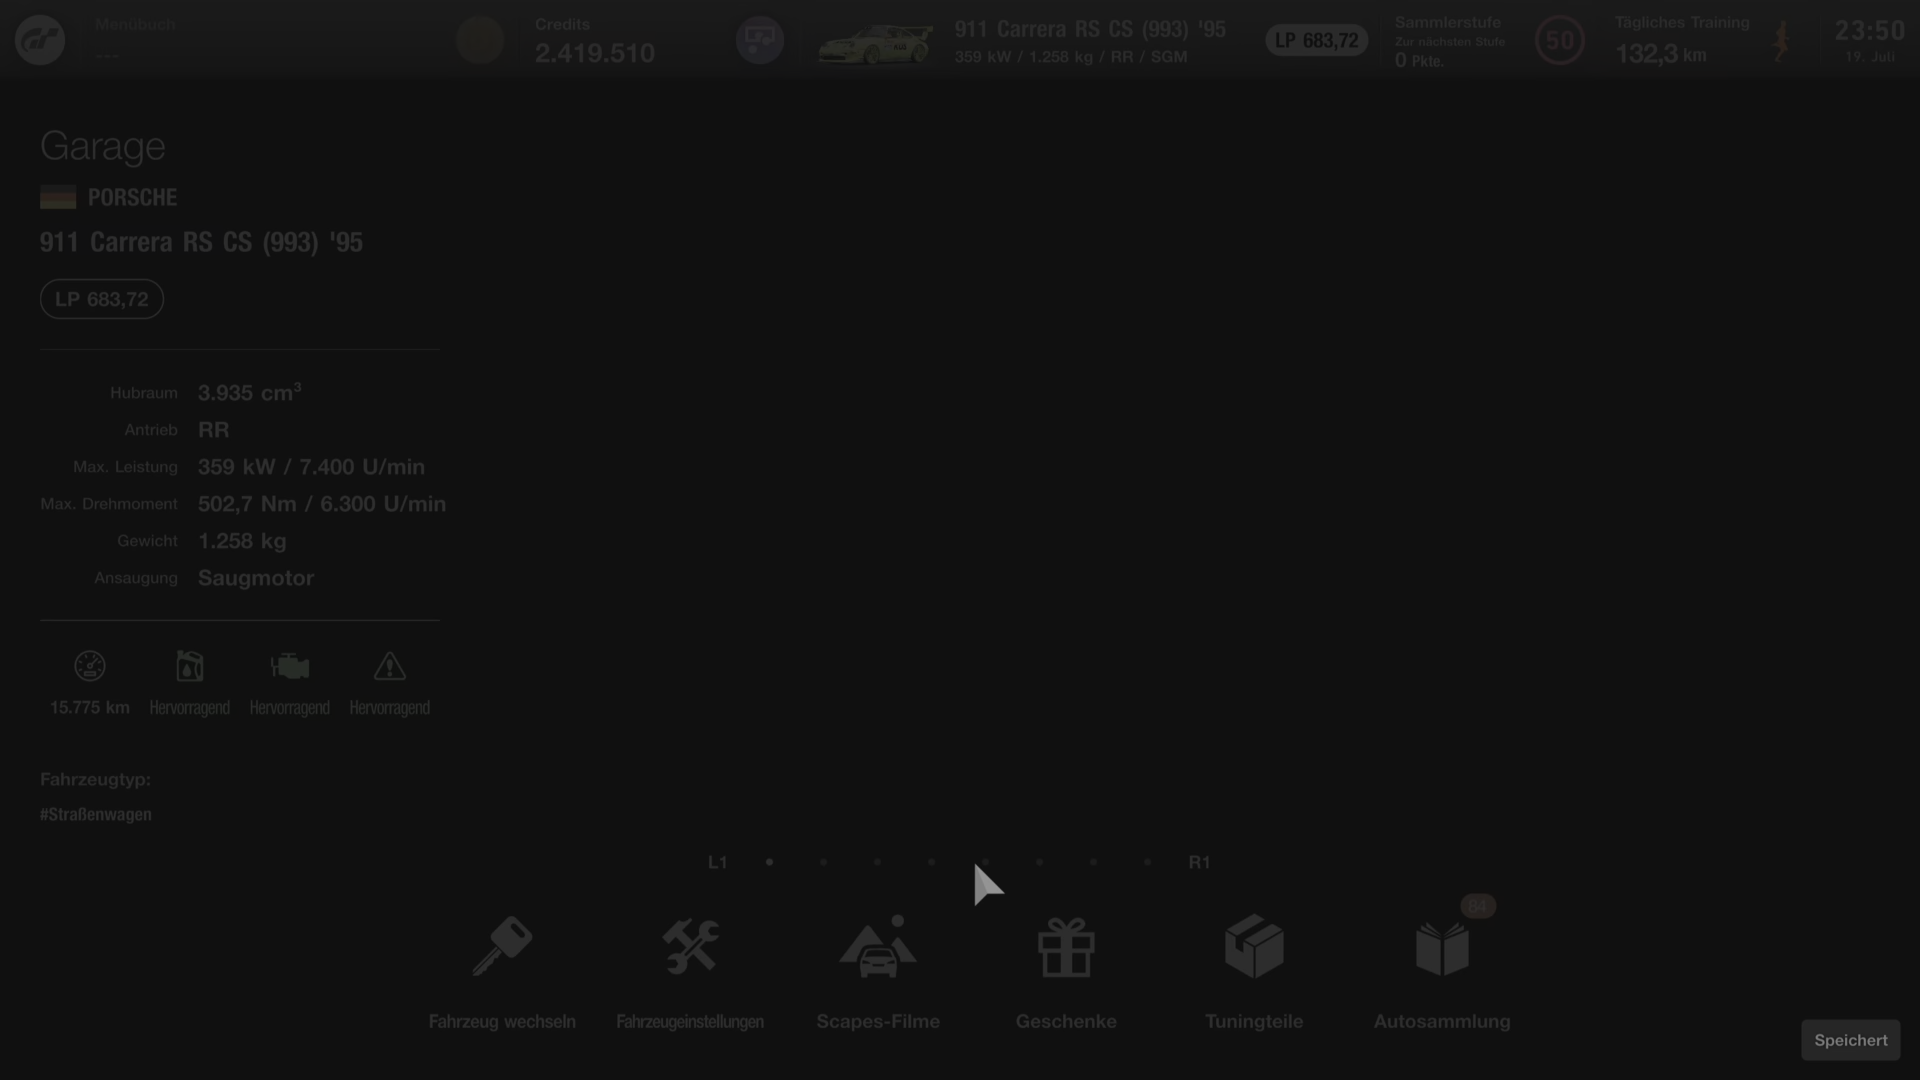 Menübuch
---
Credits
2.419.510
911 Carrera RS CS (993) '95
359 kW / 1.258 kg / RR / SGM
LP 683,72
Sammlerstufe
Zur nächsten Stufe
0 Pkte.
50
Tägliches Training
132,3 km
23:50
19. Juli
Garage
PORSCHE
911 Carrera RS CS (993) '95
LP 683,72
Hubraum 3.935 cm³
Antrieb RR
Max. Leistung 359 kW / 7.400 U/min
Max. Drehmoment 502,7 Nm / 6.300 U/min
Gewicht 1.258 kg
Ansaugung Saugmotor
15.775 km Hervorragend Hervorragend Hervorragend
Fahrzeugtyp:
#Straßenwagen
L1 R1
84
Fahrzeug wechseln Fahrzeugeinstellungen Scapes-Filme Geschenke Tuningteile Autosammlung
Speichert